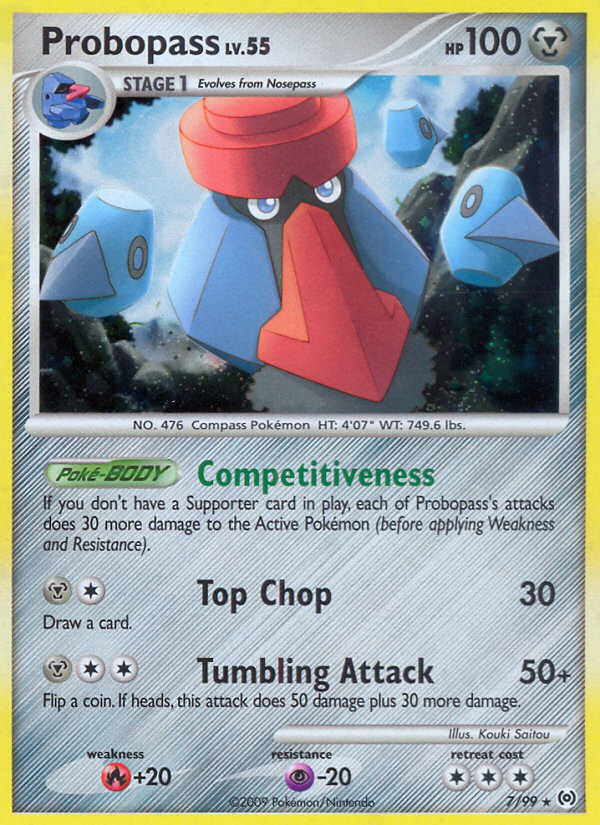 Probopass LV.55 HP 100
STAGE 1 Evolves from Nosepass
NO. 476 Compass Pokémon HT: 4'07" WT: 749.6 lbs.
Poké-BODY Competitiveness
If you don't have a Supporter card in play, each of Probopass's attacks
does 30 more damage to the Active Pokémon (before applying Weakness
and Resistance).
Top Chop 30
Draw a card.
Tumbling Attack 50+
Flip a coin. If heads, this attack does 50 damage plus 30 more damage.
Illus. Kouki Saitou
weakness resistance retreat cost
+20 -20
©2009 Pokémon/Nintendo 7/99 ★